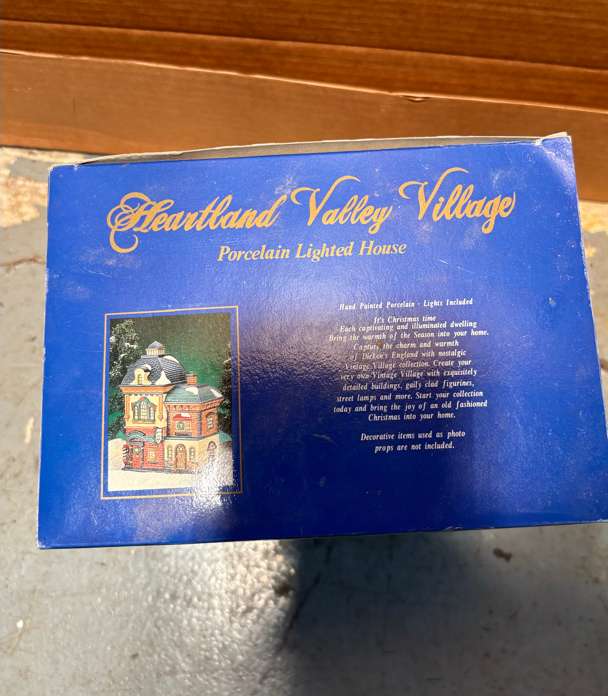 Heartland Valley Village
Porcelain Lighted House
Hand Painted Porcelain - Lights Included
It's Christmas time
Each captivating and illuminated dwelling
Bring the warmth of the Season into your home.
Capture the charm and warmth
of Dicken's England with nostalgic
Vintage Village collection. Create your
very own Vintage Village with exquisitely
detailed buildings, gaily clad figurines,
street lamps and more. Start your collection
today and bring the joy of an old fashioned
Christmas into your home.
Decorative items used as photo
props are not included.